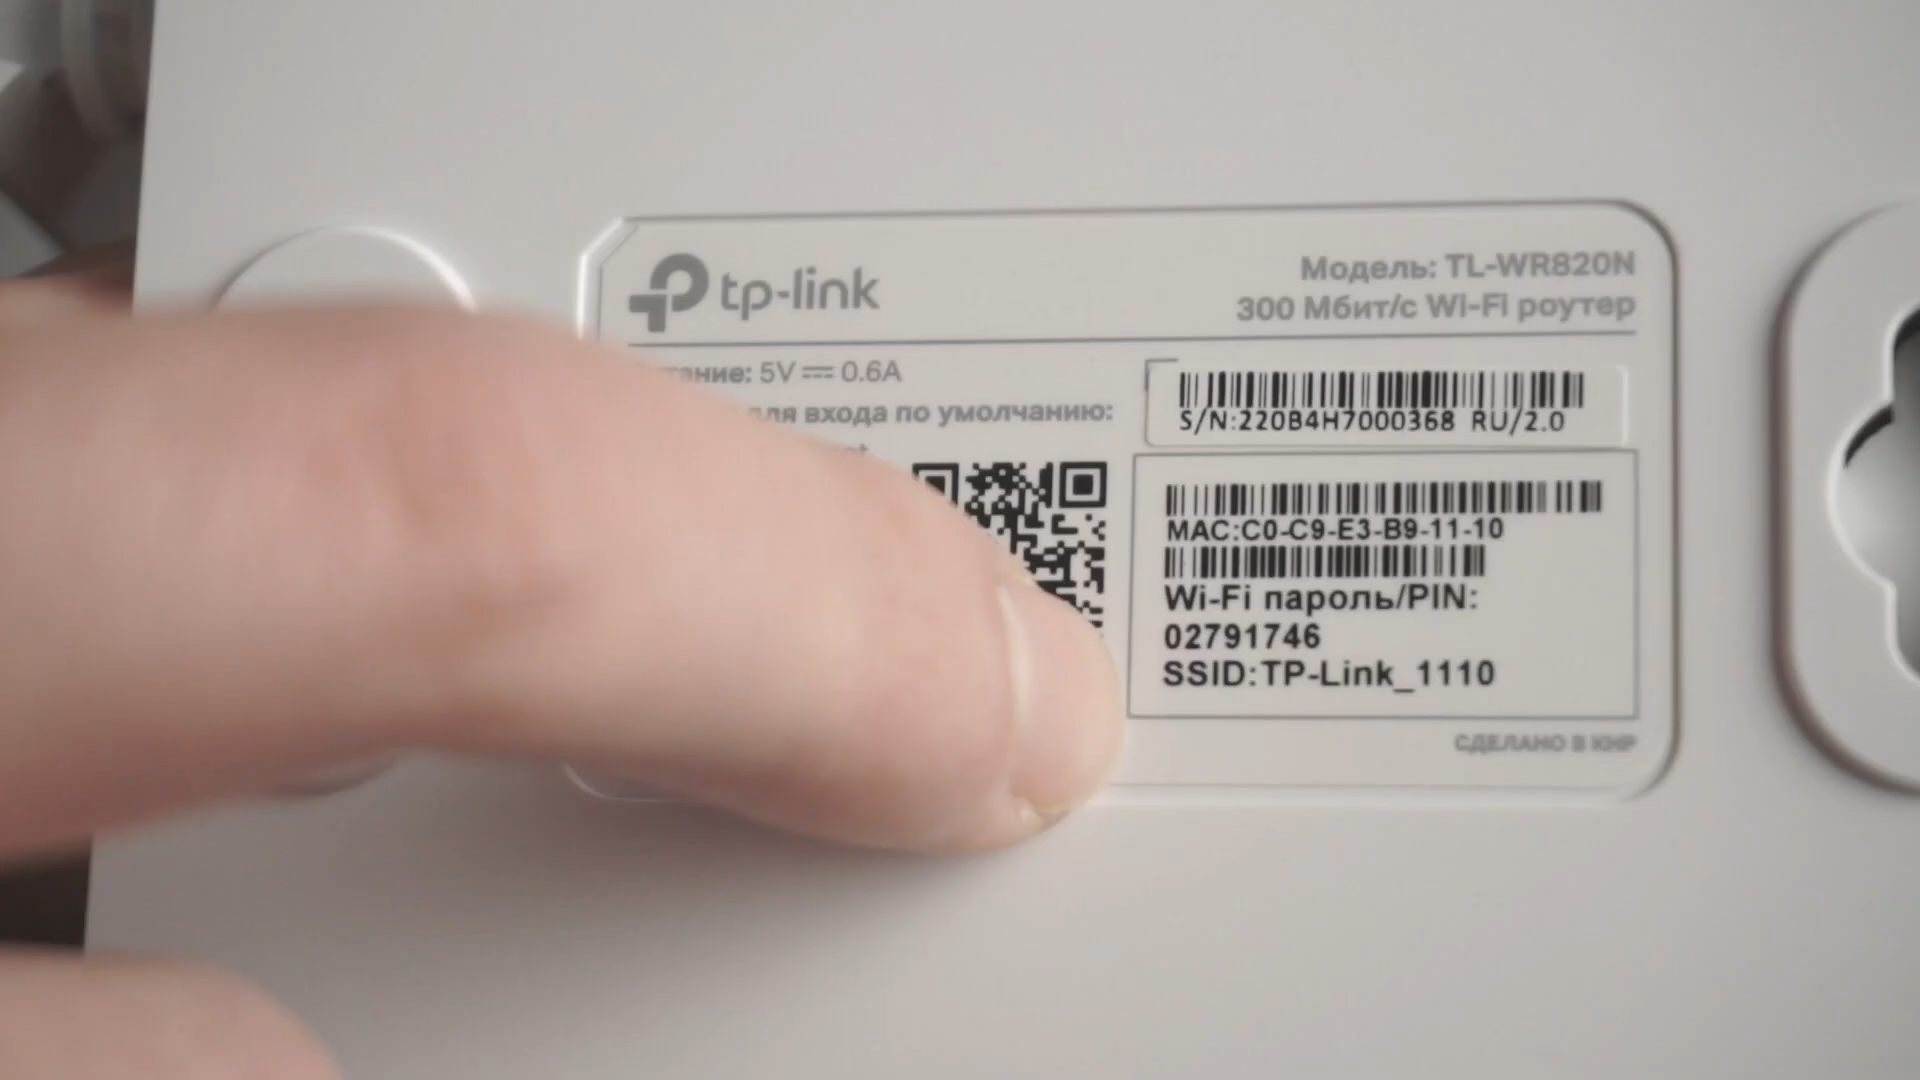 tp-link
Модель: TL-WR820N
300 Мбит/с Wi-Fi роутер
5V 0.6A
для входа по умолчанию:
S/N:220B4H7000368 RU/2.0
MAC:C0-C9-E3-B9-11-10
Wi-Fi пароль/PIN:
02791746
SSID:TP-Link_1110
СДЕЛАНО В КНР